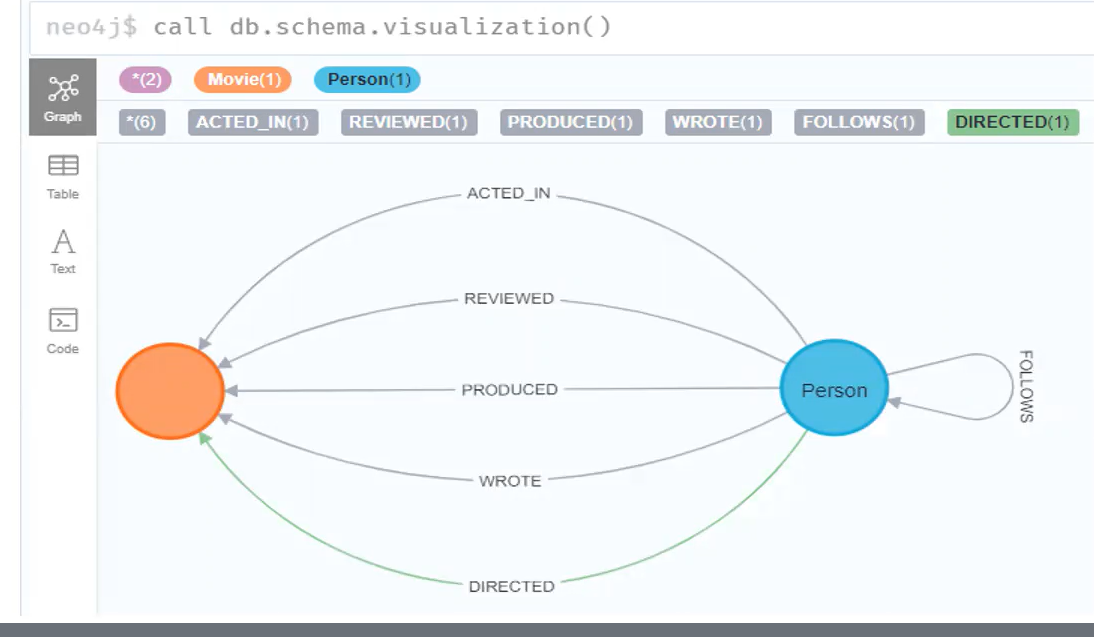 neo4j$ call db.schema.visualization()
*(2) Movie(1) Person(1)
*(6) ACTED_IN(1) REVIEWED(1) PRODUCED(1) WROTE(1) FOLLOWS(1) DIRECTED(1)
Graph
Table
Text
Code
ACTED_IN
REVIEWED
PRODUCED
Person
FOLLOWS
WROTE
DIRECTED